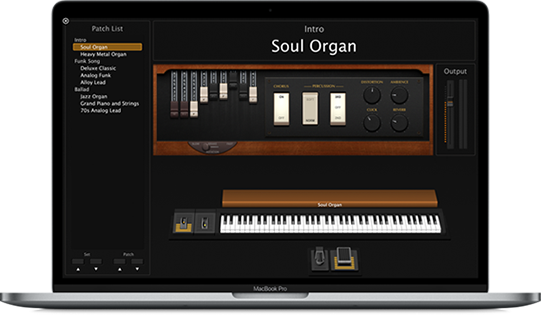 Patch List
Intro
Soul Organ
Heavy Metal Organ
Funk Song
Deluxe Classic
Analog Funk
Alloy Lead
Ballad
Jazz Organ
Grand Piano and Strings
70s Analog Lead
Set
Patch
Intro
Soul Organ
CHORUS
PERCUSSION
DISTORTION
AMBIENCE
CLICK
REVERB
ON
OFF
Output
Soul Organ
MacBook Pro